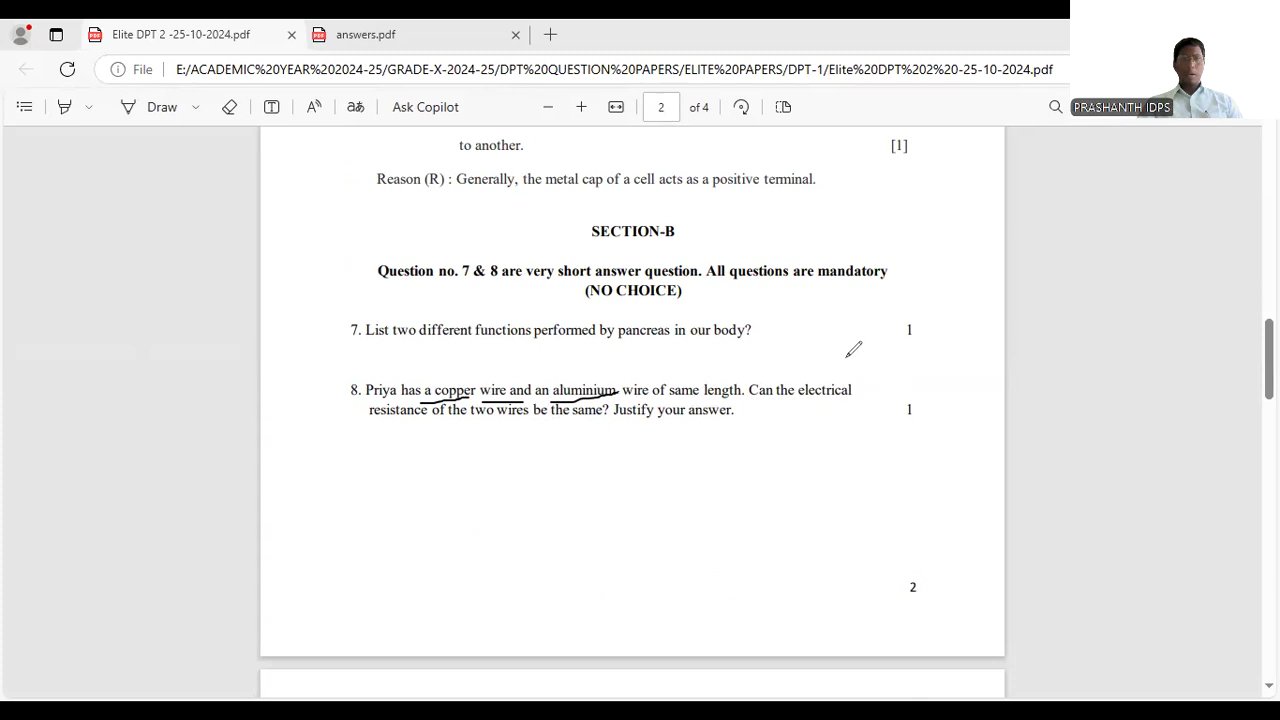 Elite DPT 2 -25-10-2024.pdf
answers.pdf
File
E:/ACADEMIC%20YEAR%202024-25/GRADE-X-2024-25/DPT%20QUESTION%20PAPERS/ELITE%20PAPERS/DPT-1/Elite%20DPT%202%20-25-10-2024.pdf
Draw
Ask Copilot
2
of 4
PRASHANTH IDPS
to another. [1]
Reason (R) : Generally, the metal cap of a cell acts as a positive terminal.
SECTION-B
Question no. 7 & 8 are very short answer question. All questions are mandatory
(NO CHOICE)
7. List two different functions performed by pancreas in our body? 1
8. Priya has a copper wire and an aluminium wire of same length. Can the electrical
resistance of the two wires be the same? Justify your answer. 1
2